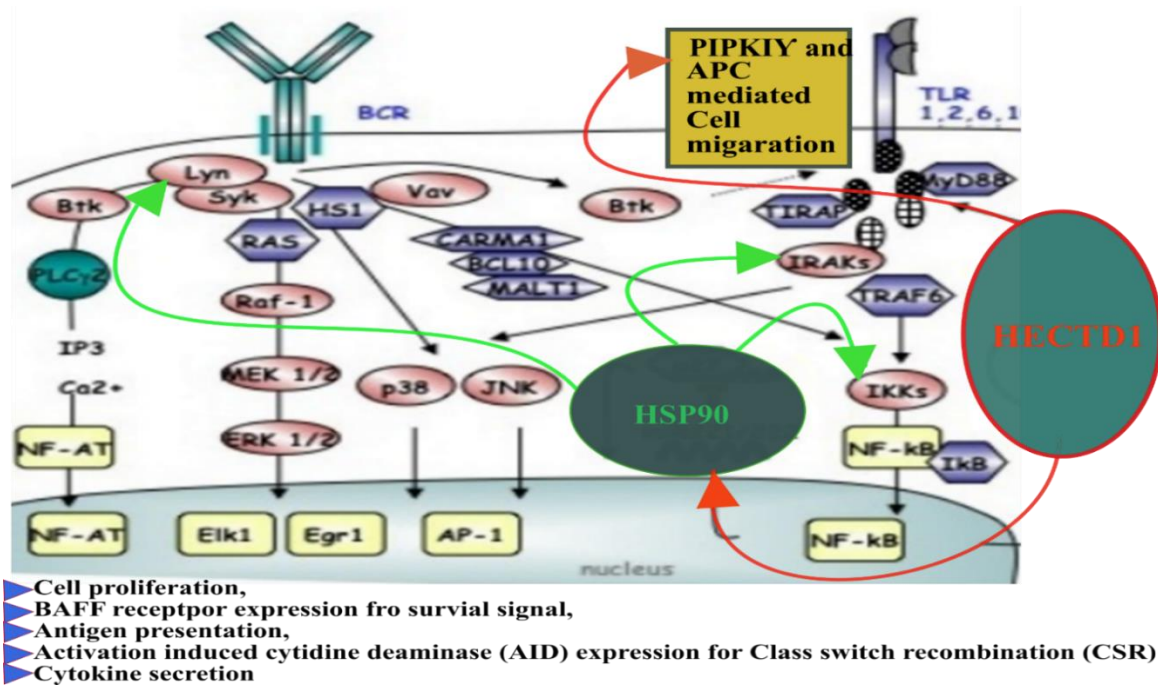 PIPKIƳ and
APC
mediated
Cell
migaration
BCR
TLR
1,2,6,1
Lyn
Syk
Btk
HS1
Vav
Btk
MyD88
TIRAP
RAS
CARMA1
BCL10
MALT1
IRAKs
TRAF6
PLCγ2
Raf-1
IP3
Ca2+
MEK 1/2
p38
JNK
HSP90
HECTD1
IKKs
NF-AT
ERK 1/2
NF-kB
IkB
NF-AT
Elk1
Egr1
AP-1
NF-kB
nucleus
Cell proliferation,
BAFF receptpor expression fro survial signal,
Antigen presentation,
Activation induced cytidine deaminase (AID) expression for Class switch recombination (CSR)
Cytokine secretion